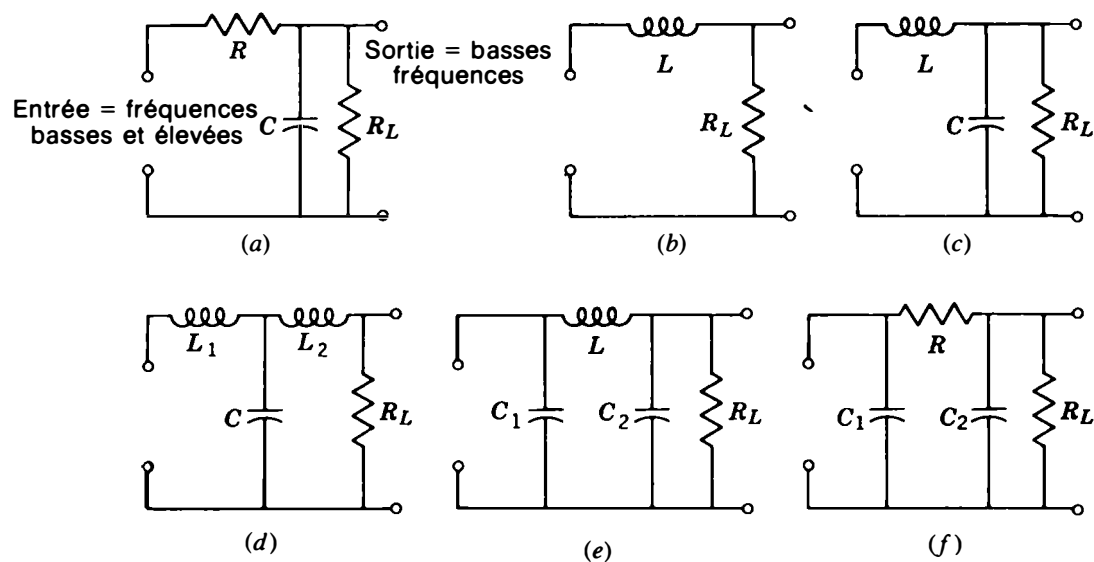 R
Sortie = basses
fréquences
Entrée = fréquences
basses et élevées
C
R_L
(a)
L
R_L
(b)
L
C
R_L
(c)
L_1
L_2
C
R_L
(d)
L
C_1
C_2
R_L
(e)
R
C_1
C_2
R_L
(f)